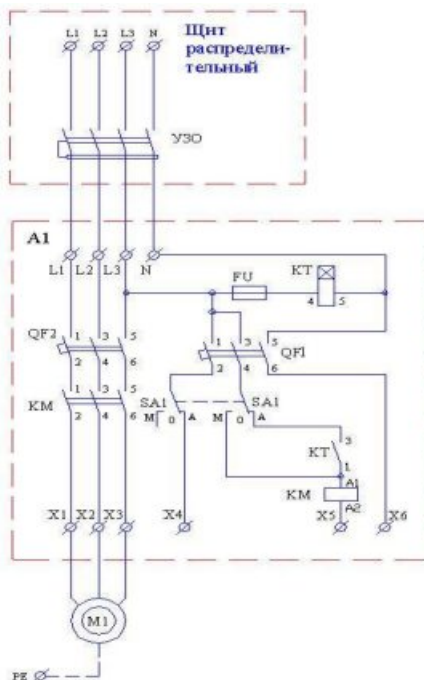 L1 L2 L3 N
Щит
распредели-
тельный
УЗО
A1
L1 L2 L3 N
FU
KT
4 5
QF2
1 3 5
2 4 6
1 3 5
QF1
2 4 6
KM
1 3 5
2 4 6
SA1
M 0 A
M 0 A
SA1
3
KT
1
A1
KM
A2
X1 X2 X3
X4
X5
X6
M1
PE